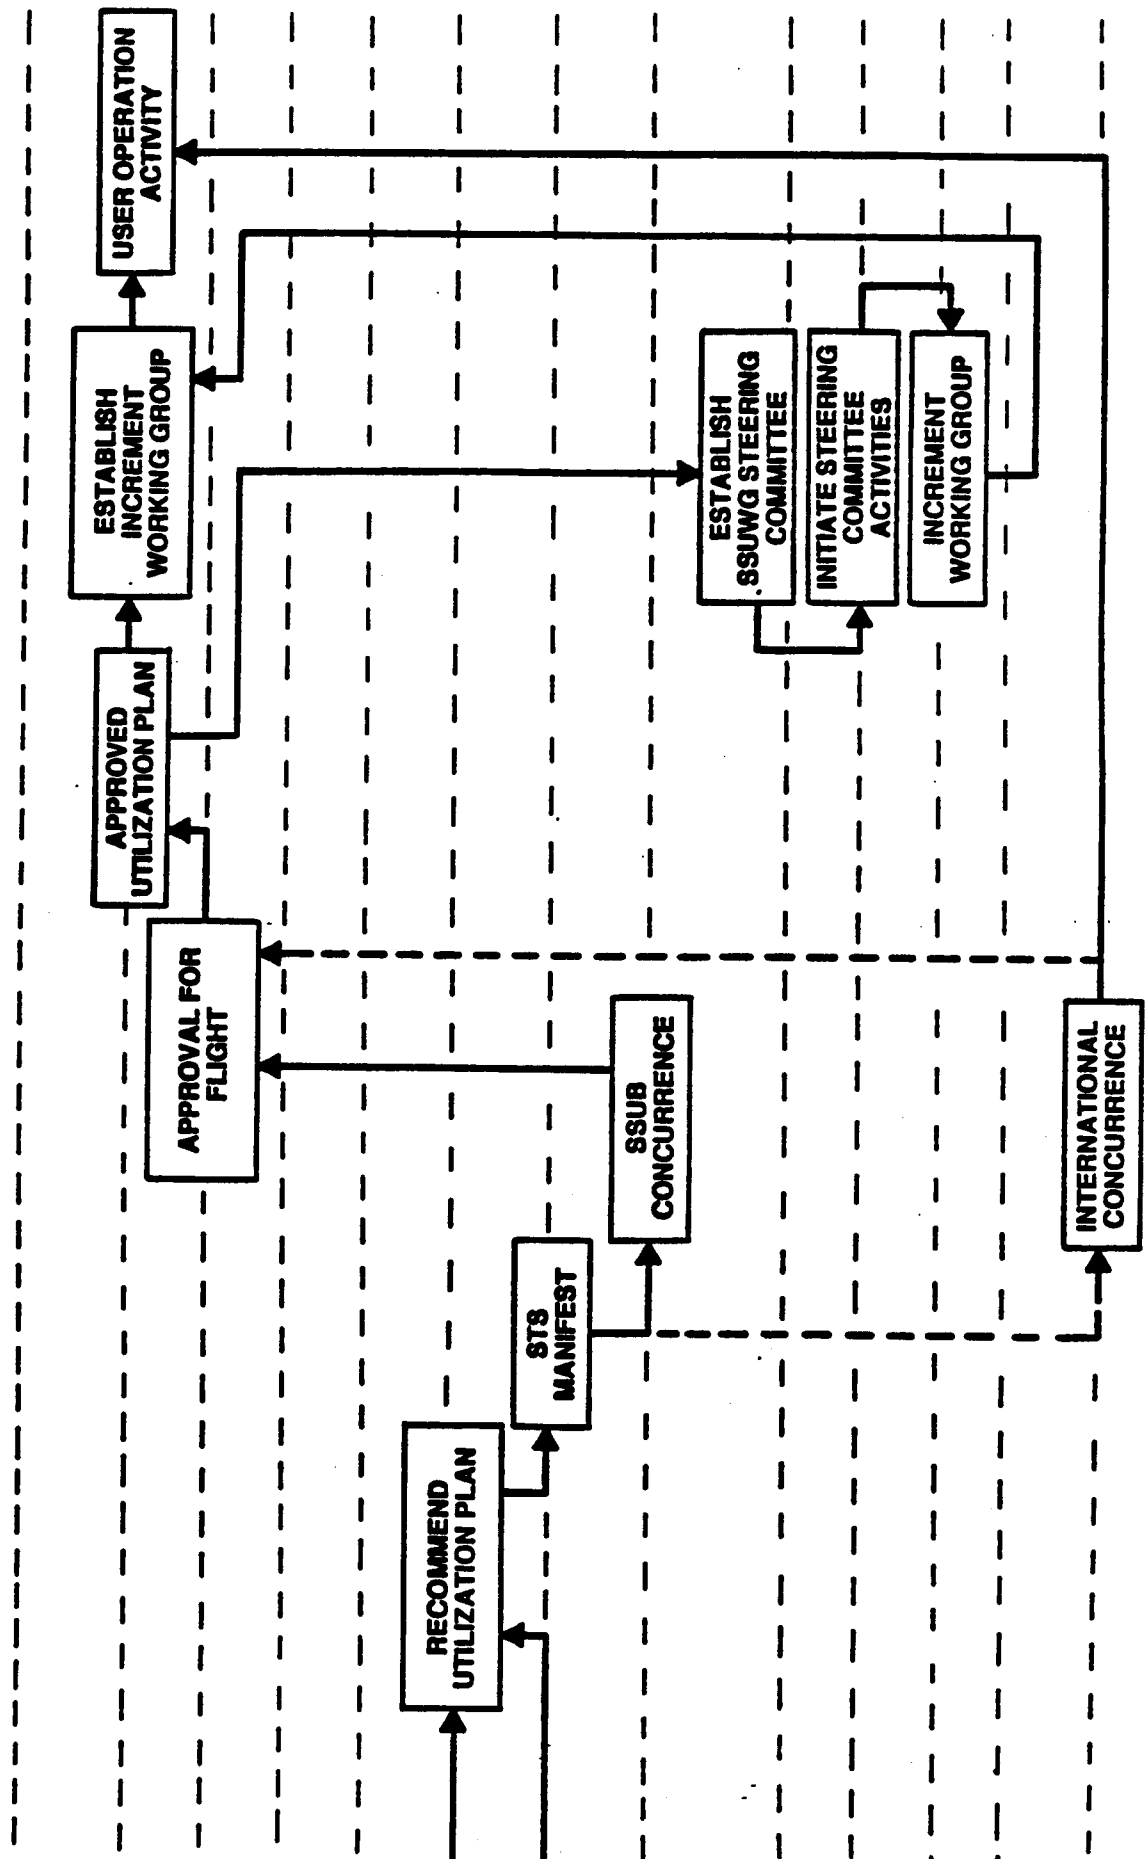 USER OPERATION
ACTIVITY
ESTABLISH
INCREMENT
WORKING GROUP
APPROVED
UTILIZATION PLAN
APPROVAL FOR
FLIGHT
RECOMMEND
UTILIZATION PLAN
STS
MANIFEST
SSUB
CONCURRENCE
ESTABLISH
SSUWG STEERING
COMMITTEE
INITIATE STEERING
COMMITTEE
ACTIVITIES
INCREMENT
WORKING GROUP
INTERNATIONAL
CONCURRENCE